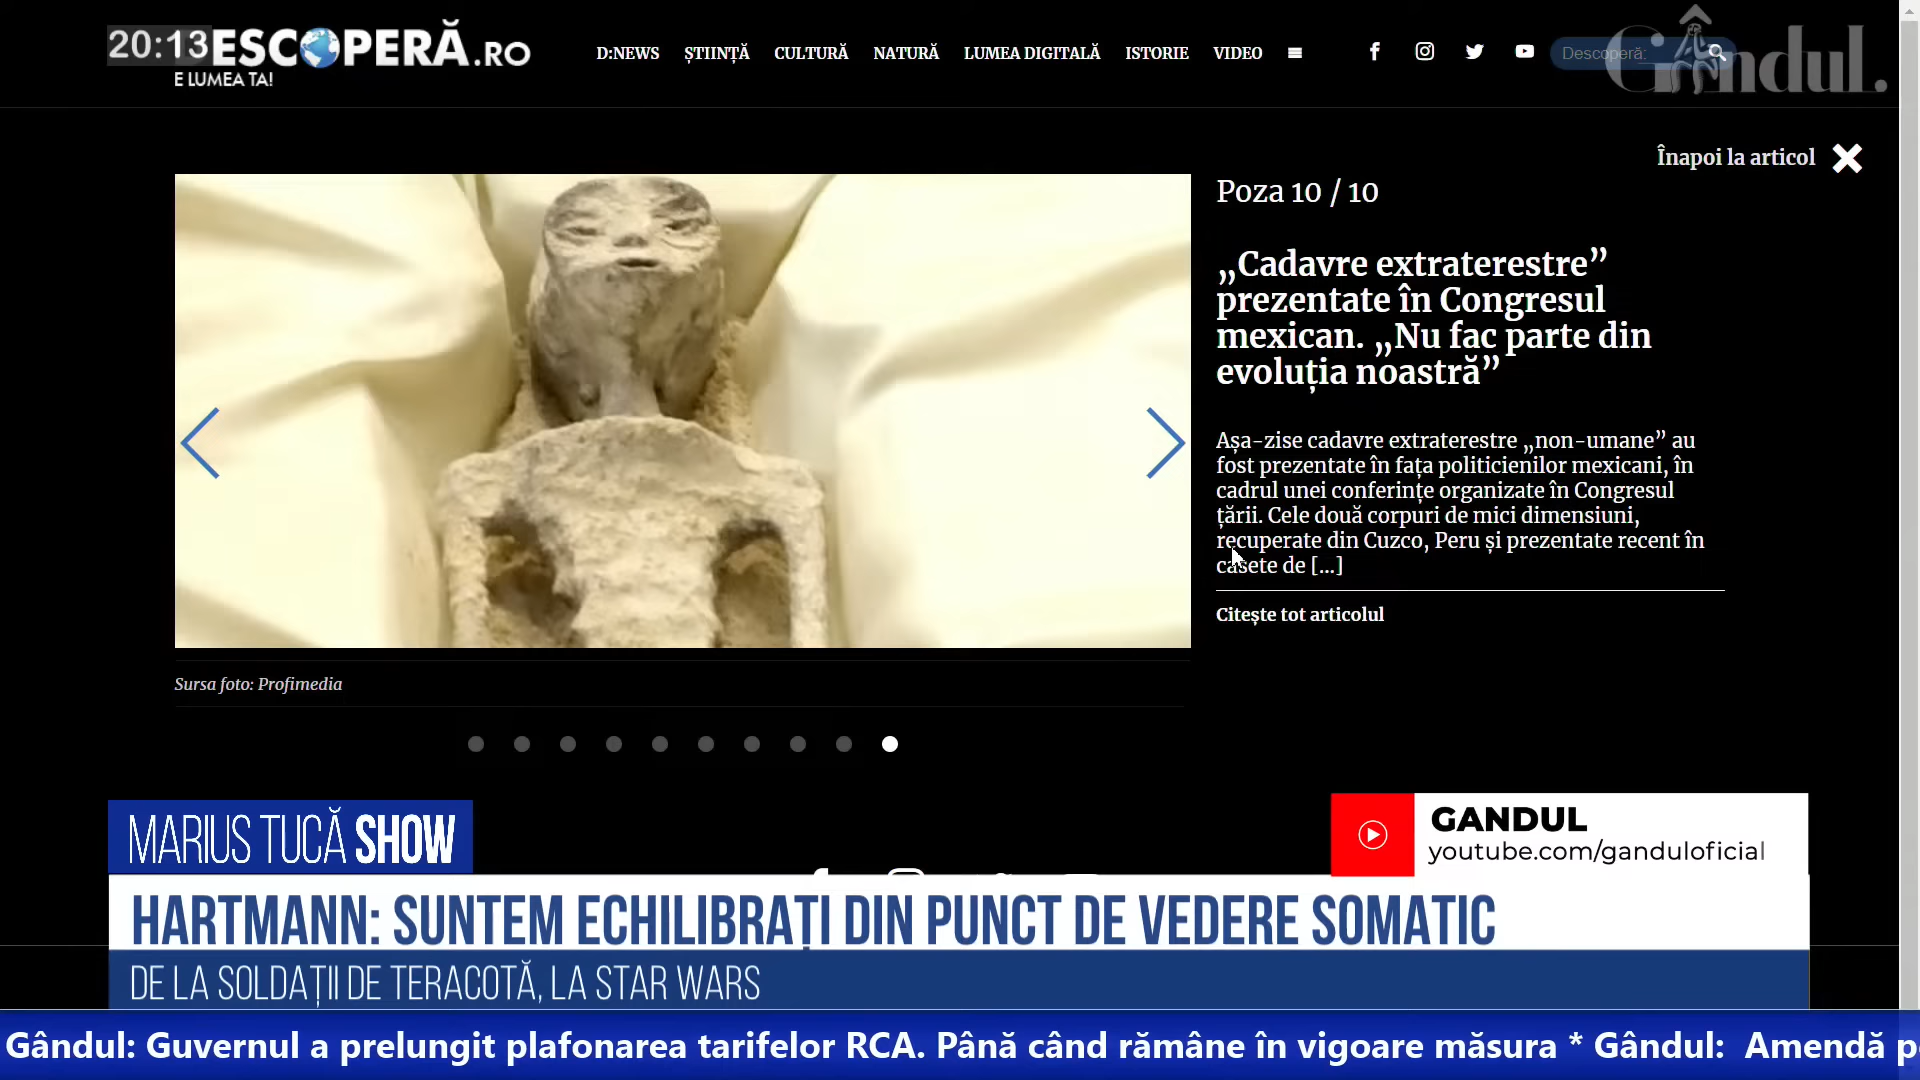 20:13
ESCOPERĂ.RO
E LUMEA TA!
D:NEWS ȘTIINȚĂ CULTURĂ NATURĂ LUMEA DIGITALĂ ISTORIE VIDEO
Descoperă:
Gândul.
Înapoi la articol
Poza 10 / 10
„Cadavre extraterestre”
prezentate în Congresul
mexican. „Nu fac parte din
evoluția noastră”
Așa-zise cadavre extraterestre „non-umane” au
fost prezentate în fața politicienilor mexicani, în
cadrul unei conferințe organizate în Congresul
țării. Cele două corpuri de mici dimensiuni,
recuperate din Cuzco, Peru și prezentate recent în
casete de [...]
Citește tot articolul
Sursa foto: Profimedia
MARIUS TUCĂ SHOW
GANDUL
youtube.com/ganduloficial
HARTMANN: SUNTEM ECHILIBRAȚI DIN PUNCT DE VEDERE SOMATIC
DE LA SOLDAȚII DE TERACOTĂ, LA STAR WARS
Gândul: Guvernul a prelungit plafonarea tarifelor RCA. Până când rămâne în vigoare măsura * Gândul: Amendă p